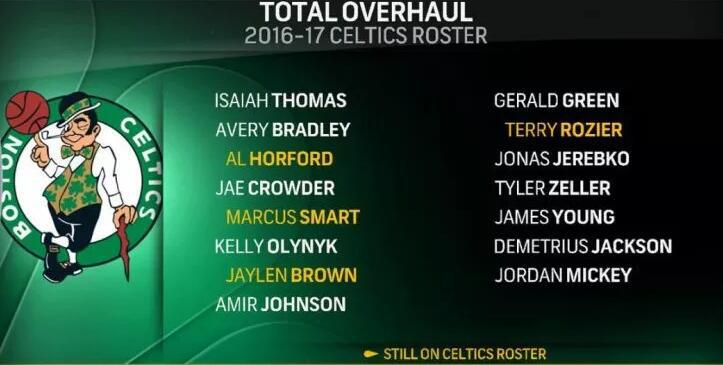 TOTAL OVERHAUL
2016-17 CELTICS ROSTER
BOSTON CELTICS
ISAIAH THOMAS
AVERY BRADLEY
AL HORFORD
JAE CROWDER
MARCUS SMART
KELLY OLYNYK
JAYLEN BROWN
AMIR JOHNSON
GERALD GREEN
TERRY ROZIER
JONAS JEREBKO
TYLER ZELLER
JAMES YOUNG
DEMETRIUS JACKSON
JORDAN MICKEY
STILL ON CELTICS ROSTER